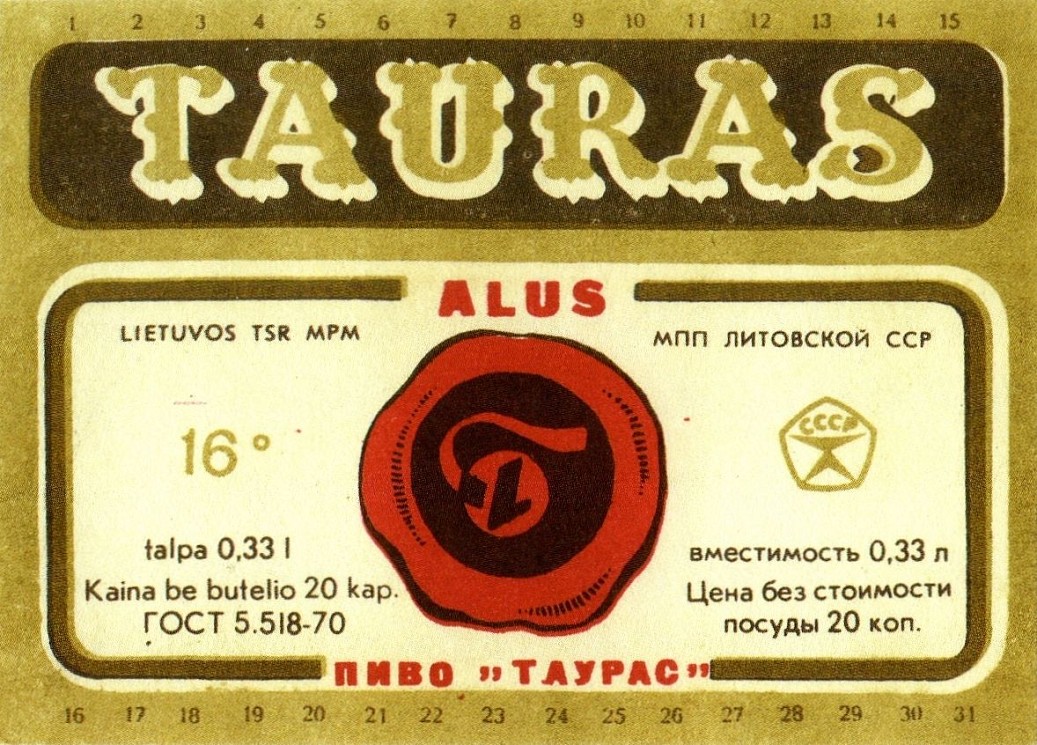 1 2 3 4 5 6 7 8 9 10 11 12 13 14 15
TAURAS
ALUS
LIETUVOS TSR MPM
16°
talpa 0,33 l
Kaina be butelio 20 kap.
ГОСТ 5.518-70
МПП ЛИТОВСКОЙ ССР
СССР
вместимость 0,33 л
Цена без стоимости
посуды 20 коп.
ПИВО „ТАУРАС”
16 17 18 19 20 21 22 23 24 25 26 27 28 29 30 31